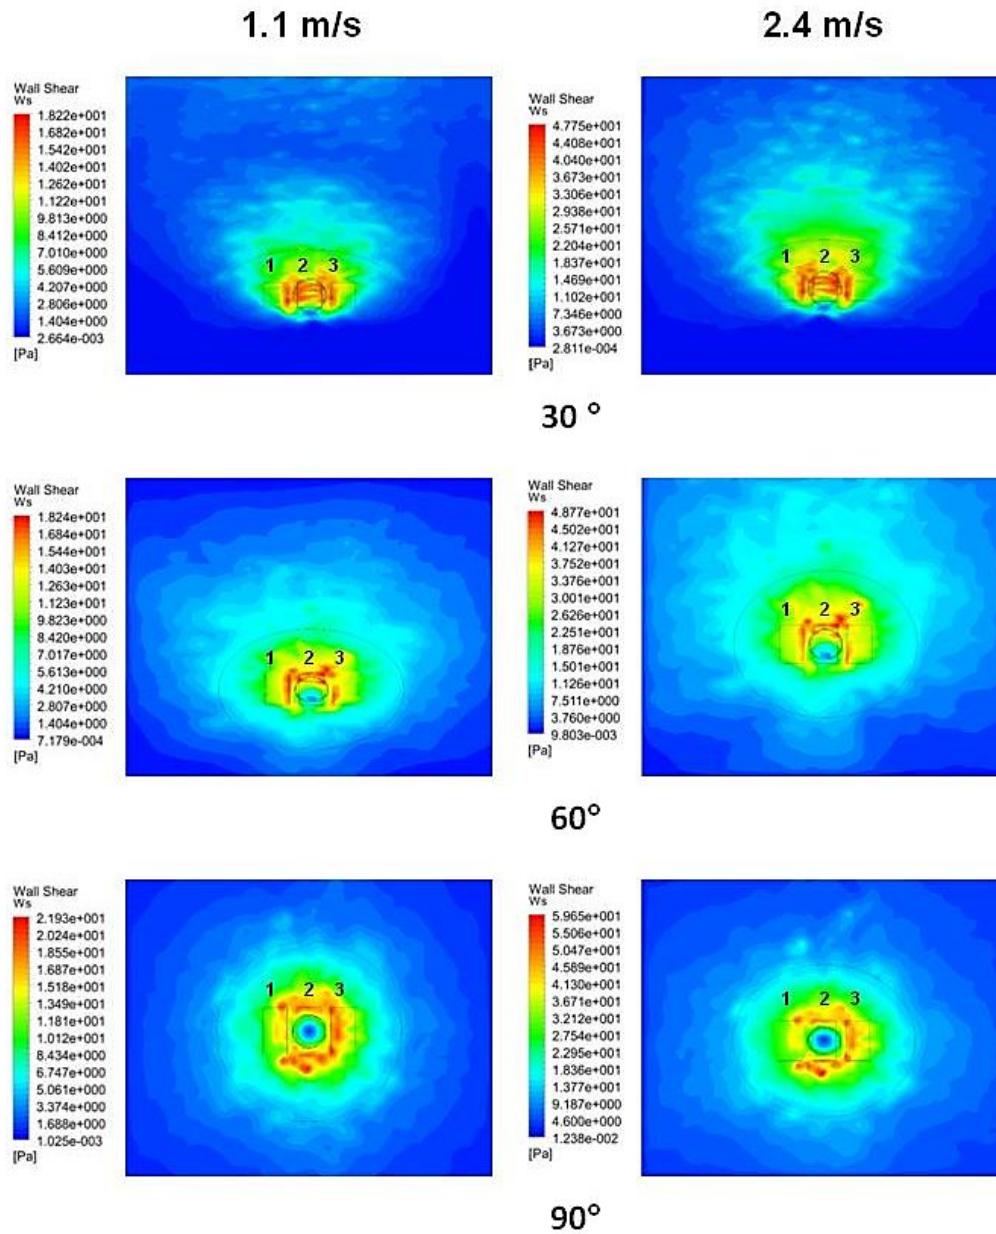 1.1 m/s
2.4 m/s
Wall Shear
Ws
1.822e+001
1.682e+001
1.542e+001
1.402e+001
1.262e+001
1.122e+001
9.813e+000
8.412e+000
7.010e+000
5.609e+000
4.207e+000
2.806e+000
1.404e+000
2.664e-003
[Pa]
1 2 3
Wall Shear
Ws
4.775e+001
4.408e+001
4.040e+001
3.673e+001
3.306e+001
2.938e+001
2.571e+001
2.204e+001
1.837e+001
1.469e+001
1.102e+001
7.346e+000
3.673e+000
2.811e-004
[Pa]
1 2 3
30 °
Wall Shear
Ws
1.824e+001
1.684e+001
1.544e+001
1.403e+001
1.263e+001
1.123e+001
9.823e+000
8.420e+000
7.017e+000
5.613e+000
4.210e+000
2.807e+000
1.404e+000
7.179e-004
[Pa]
1 2 3
Wall Shear
Ws
4.877e+001
4.502e+001
4.127e+001
3.752e+001
3.376e+001
3.001e+001
2.626e+001
2.251e+001
1.876e+001
1.501e+001
1.126e+001
7.511e+000
3.760e+000
9.803e-003
[Pa]
1 2 3
60°
Wall Shear
Ws
2.193e+001
2.024e+001
1.855e+001
1.687e+001
1.518e+001
1.349e+001
1.181e+001
1.012e+001
8.434e+000
6.747e+000
5.061e+000
3.374e+000
1.688e+000
1.025e-003
[Pa]
1 2 3
Wall Shear
Ws
5.965e+001
5.506e+001
5.047e+001
4.589e+001
4.130e+001
3.671e+001
3.212e+001
2.754e+001
2.295e+001
1.836e+001
1.377e+001
9.187e+000
4.600e+000
1.238e-002
[Pa]
1 2 3
90°